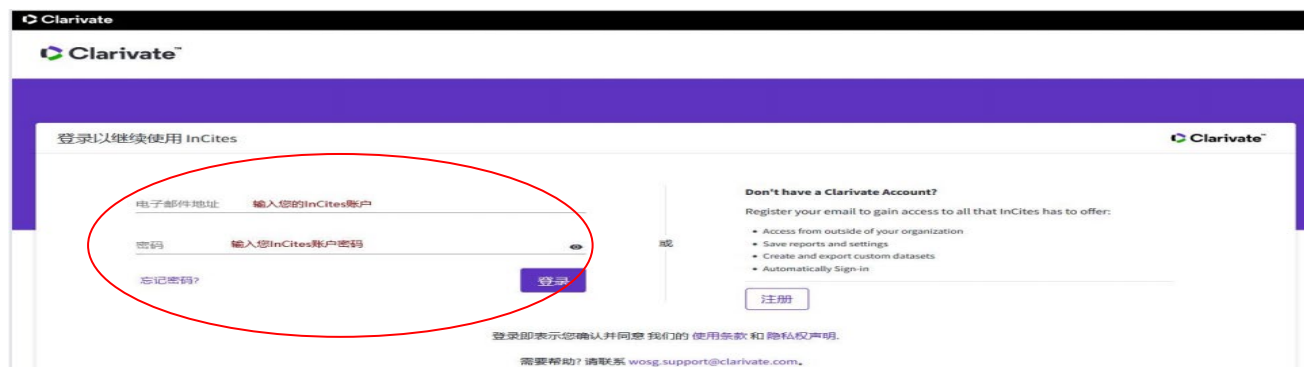 Clarivate
Clarivate™
登录以继续使用 InCites
Clarivate™
电子邮件地址 输入您的InCites账户
密码 输入您InCites账户密码
忘记密码?
登录
或
Don't have a Clarivate Account?
Register your email to gain access to all that InCites has to offer:
• Access from outside of your organization
• Save reports and settings
• Create and export custom datasets
• Automatically Sign-in
注册
登录即表示您确认并同意 我们的 使用条款 和 隐私权声明.
需要帮助? 请联系 wosg.support@clarivate.com。